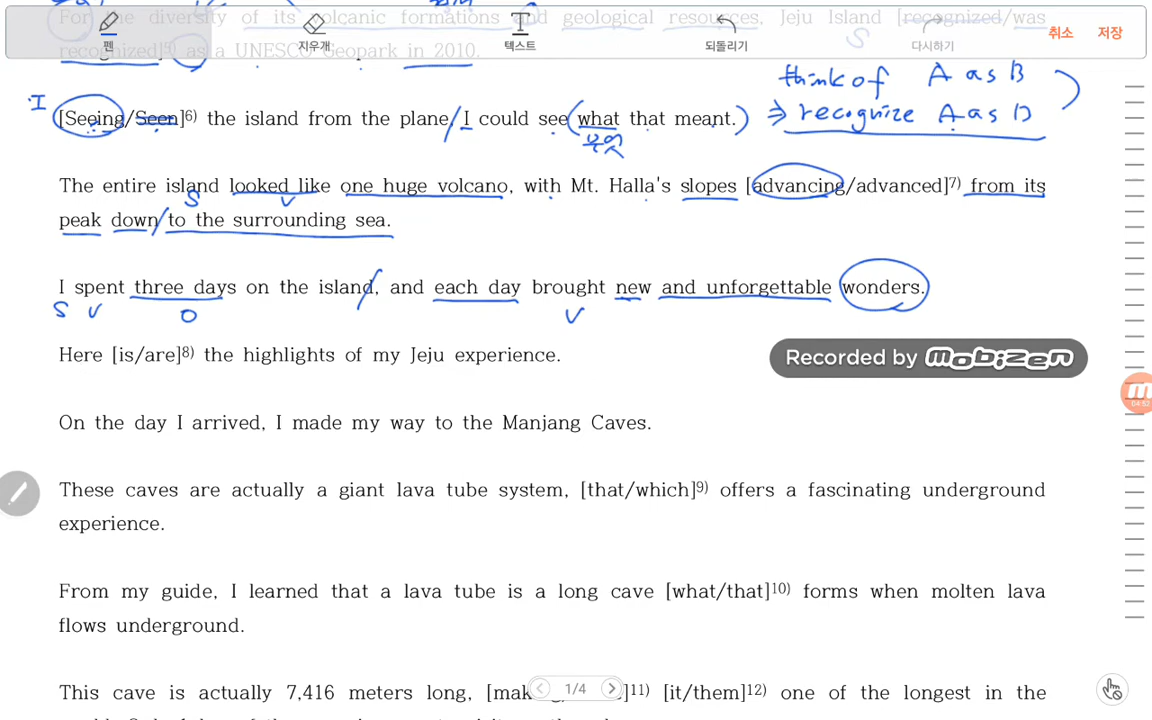 For the diversity of its volcanic formations and geological resources, Jeju Island [recognized/was
펜
지우개
텍스트
되돌리기
다시하기
취소
저장
recognized] as a UNESCO Geopark in 2010.
S
think of A as B
⇒ recognize A as B
I
[Seeing/Seen]6) the island from the plane, I could see what that meant.
The entire island looked like one huge volcano, with Mt. Halla's slopes [advancing/advanced]7) from its
S V
peak down to the surrounding sea.
I spent three days on the island, and each day brought new and unforgettable wonders.
S V O V
Here [is/are]8) the highlights of my Jeju experience.
Recorded by mobizen
04:52
On the day I arrived, I made my way to the Manjang Caves.
These caves are actually a giant lava tube system, [that/which]9) offers a fascinating underground
experience.
From my guide, I learned that a lava tube is a long cave [what/that]10) forms when molten lava
flows underground.
1/4
This cave is actually 7,416 meters long, 11) [it/them]12) one of the longest in the